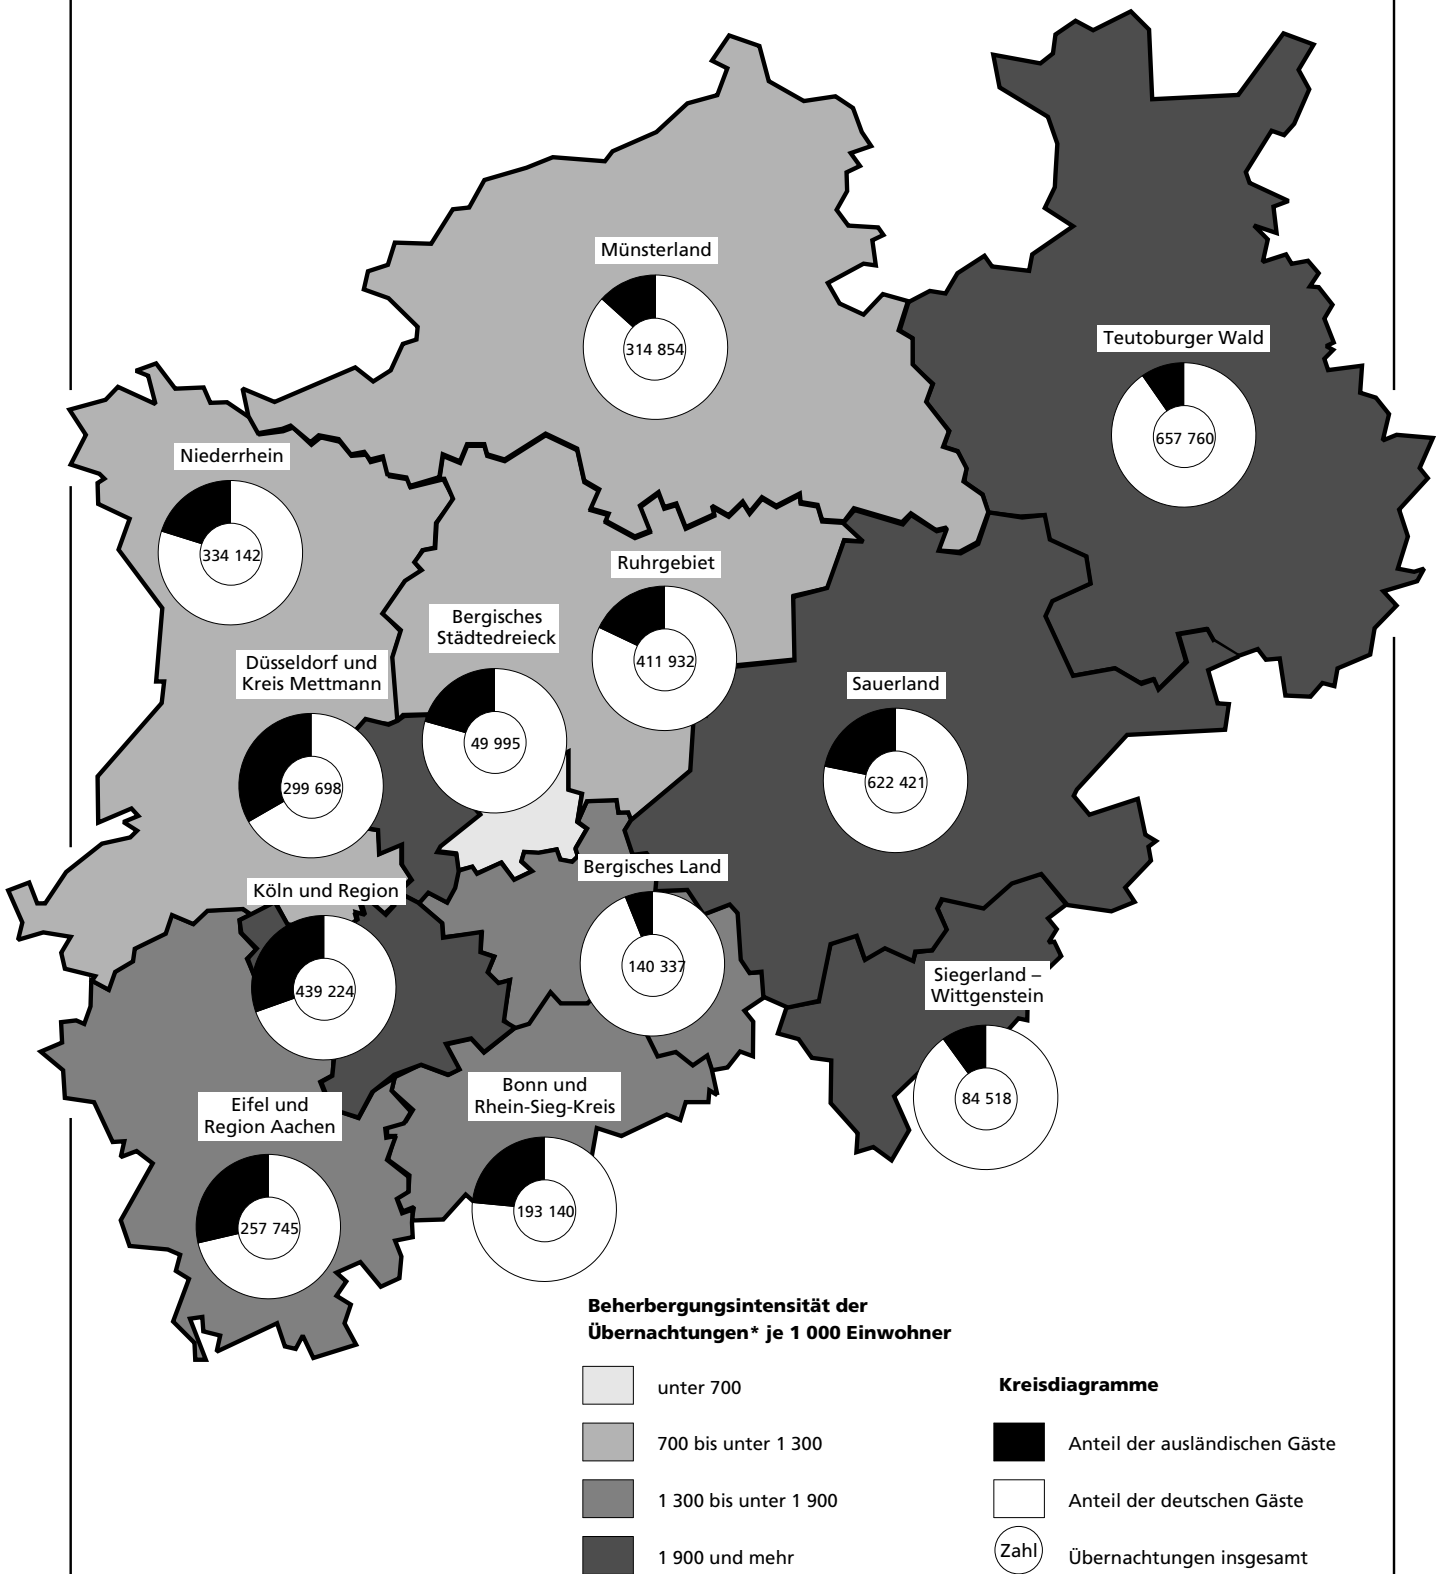 Münsterland
314 854
Teutoburger Wald
657 760
Niederrhein
334 142
Ruhrgebiet
411 932
Bergisches
Städtedreieck
49 995
Düsseldorf und
Kreis Mettmann
299 698
Sauerland
622 421
Bergisches Land
140 337
Köln und Region
439 224
Siegerland –
Wittgenstein
84 518
Bonn und
Rhein-Sieg-Kreis
193 140
Eifel und
Region Aachen
257 745
Beherbergungsintensität der
Übernachtungen* je 1 000 Einwohner
unter 700
700 bis unter 1 300
1 300 bis unter 1 900
1 900 und mehr
Kreisdiagramme
Anteil der ausländischen Gäste
Anteil der deutschen Gäste
Zahl Übernachtungen insgesamt